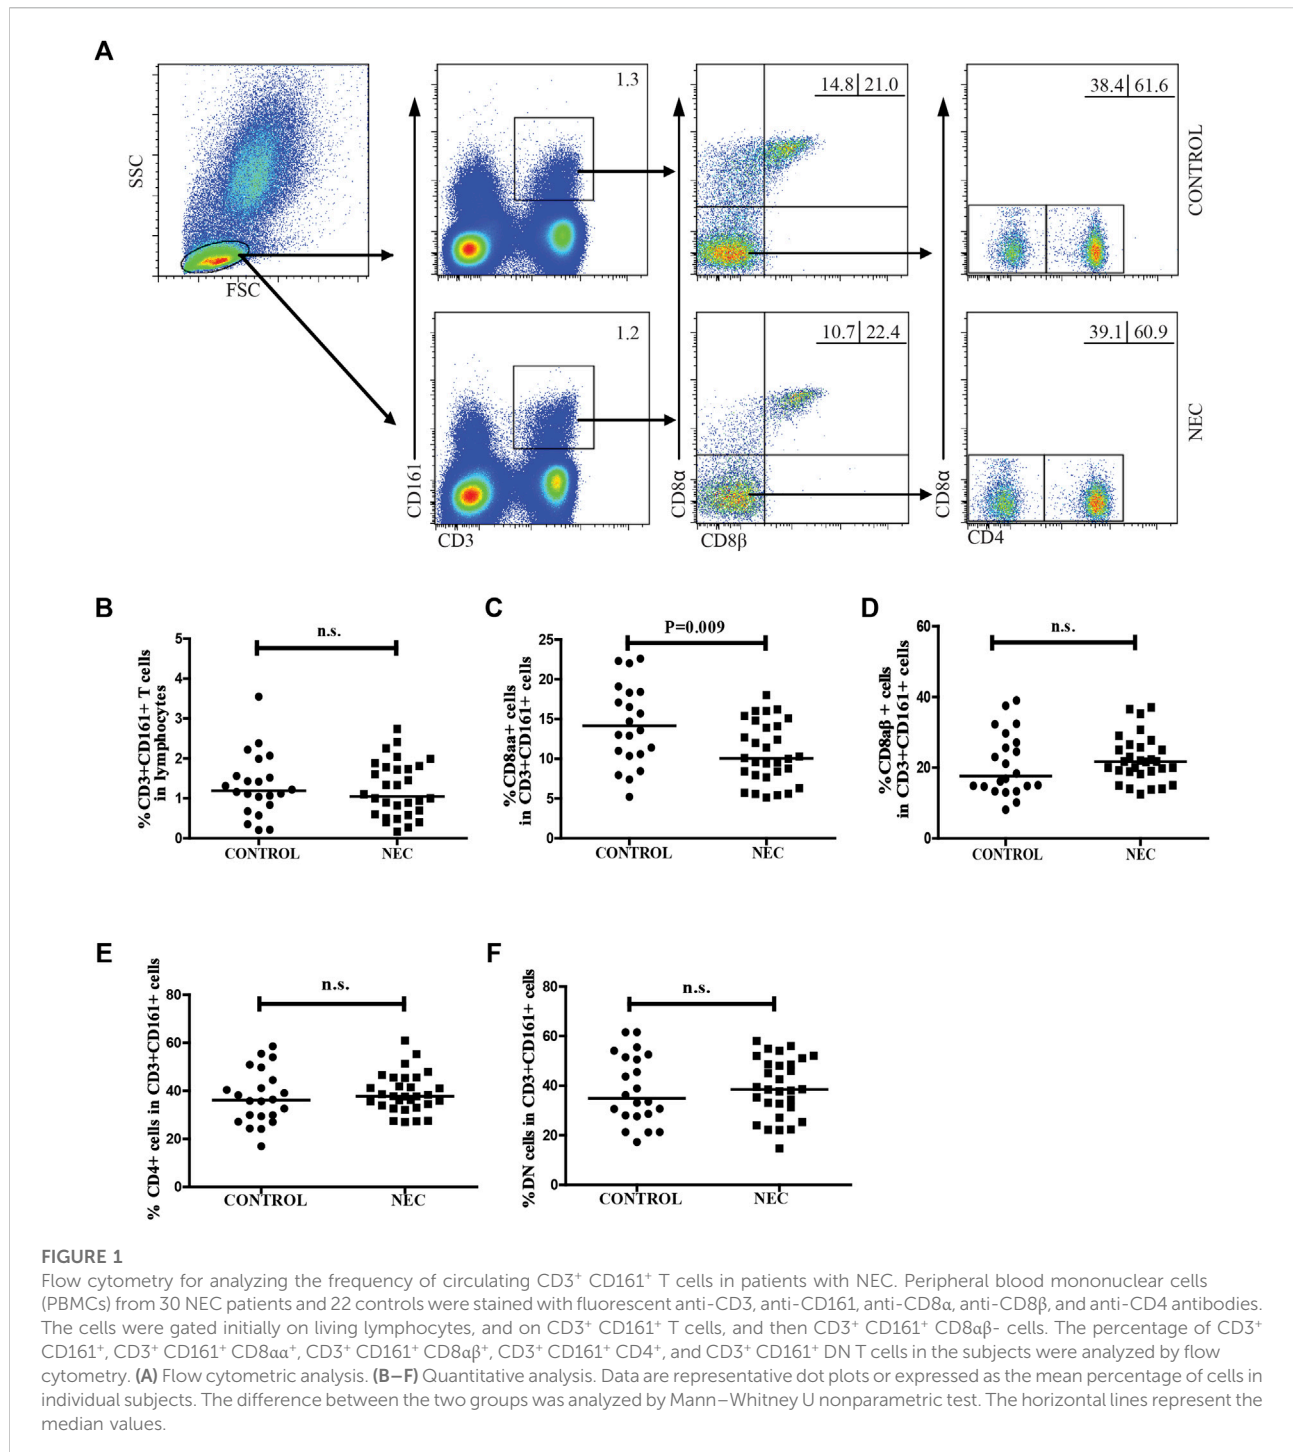 A
SSC
FSC
1.3
14.8 21.0
38.4 61.6
CONTROL
CD161
1.2
CD3
CD8α
10.7 22.4
CD8β
CD8α
39.1 60.9
CD4
NEC
B
n.s.
%CD3+CD161+ T cells
in lymphocytes
5
4
3
2
1
0
CONTROL
NEC
C
P=0.009
%CD8aa+ cells
in CD3+CD161+ cells
25
20
15
10
5
0
CONTROL
NEC
D
n.s.
%CD8aβ + cells
in CD3+CD161+ cells
60
40
20
0
CONTROL
NEC
E
n.s.
% CD4+ cells in CD3+CD161+ cells
80
60
40
20
0
CONTROL
NEC
F
n.s.
%DN cells in CD3+CD161+ cells
80
60
40
20
0
CONTROL
NEC
FIGURE 1
Flow cytometry for analyzing the frequency of circulating CD3⁺ CD161⁺ T cells in patients with NEC. Peripheral blood mononuclear cells
(PBMCs) from 30 NEC patients and 22 controls were stained with fluorescent anti-CD3, anti-CD161, anti-CD8α, anti-CD8β, and anti-CD4 antibodies.
The cells were gated initially on living lymphocytes, and on CD3⁺ CD161⁺ T cells, and then CD3⁺ CD161⁺ CD8αβ- cells. The percentage of CD3⁺
CD161⁺, CD3⁺ CD161⁺ CD8αα⁺, CD3⁺ CD161⁺ CD8αβ⁺, CD3⁺ CD161⁺ CD4⁺, and CD3⁺ CD161⁺ DN T cells in the subjects were analyzed by flow
cytometry. (A) Flow cytometric analysis. (B–F) Quantitative analysis. Data are representative dot plots or expressed as the mean percentage of cells in
individual subjects. The difference between the two groups was analyzed by Mann–Whitney U nonparametric test. The horizontal lines represent the
median values.